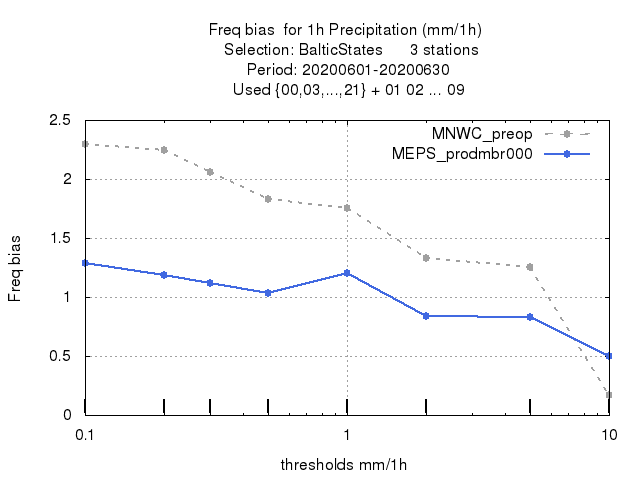 Freq bias  for 1h Precipitation (mm/1h)
Selection: BalticStates      3 stations
Period: 20200601-20200630
Used {00,03,...,21} + 01 02 ... 09
MNWC_preop
MEPS_prodmbr000
Freq bias
2.5
2
1.5
1
0.5
0
0.1
1
10
thresholds mm/1h